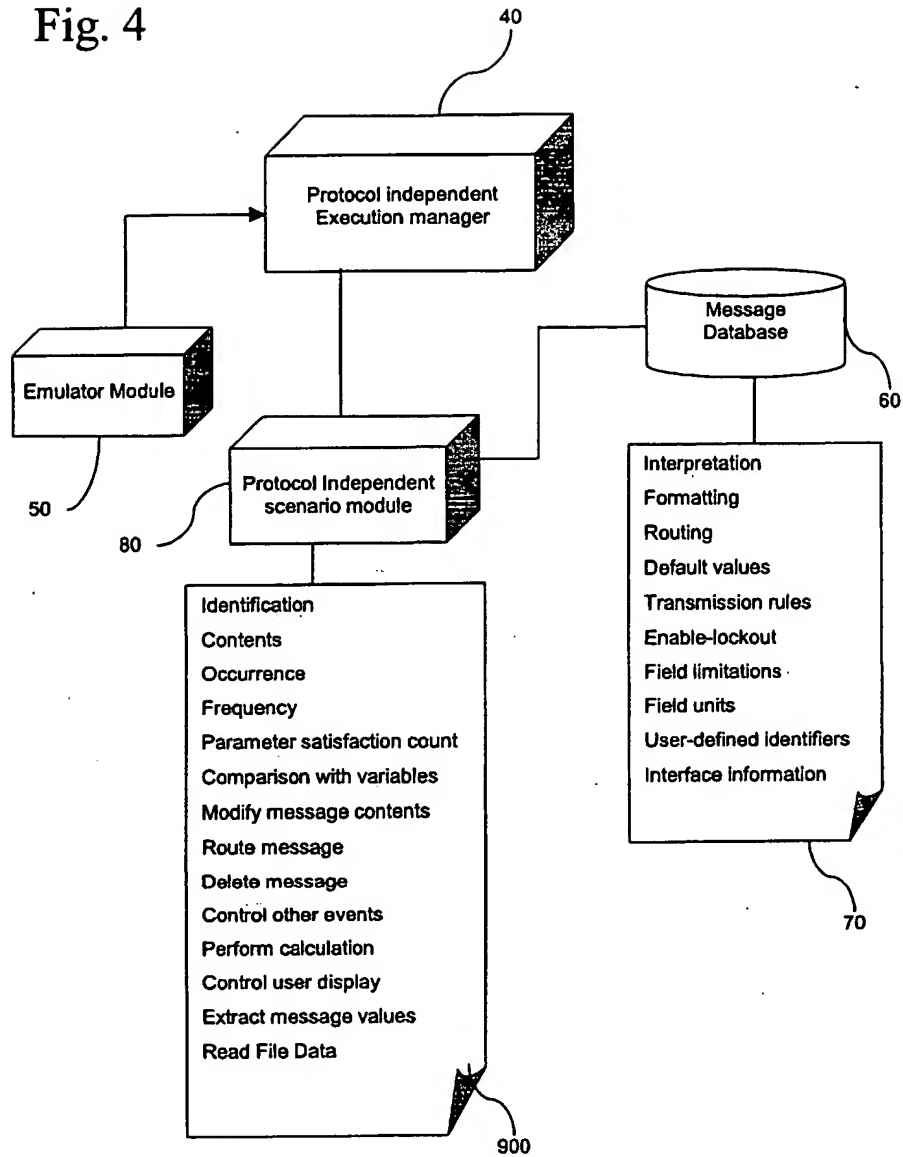 Fig. 4
40
Protocol independent
Execution manager
Message
Database
60
Emulator Module
50
Protocol Independent
scenario module
80
Identification
Contents
Occurrence
Frequency
Parameter satisfaction count
Comparison with variables
Modify message contents
Route message
Delete message
Control other events
Perform calculation
Control user display
Extract message values
Read File Data
900
Interpretation
Formatting
Routing
Default values
Transmission rules
Enable-lockout
Field limitations
Field units
User-defined identifiers
Interface information
70